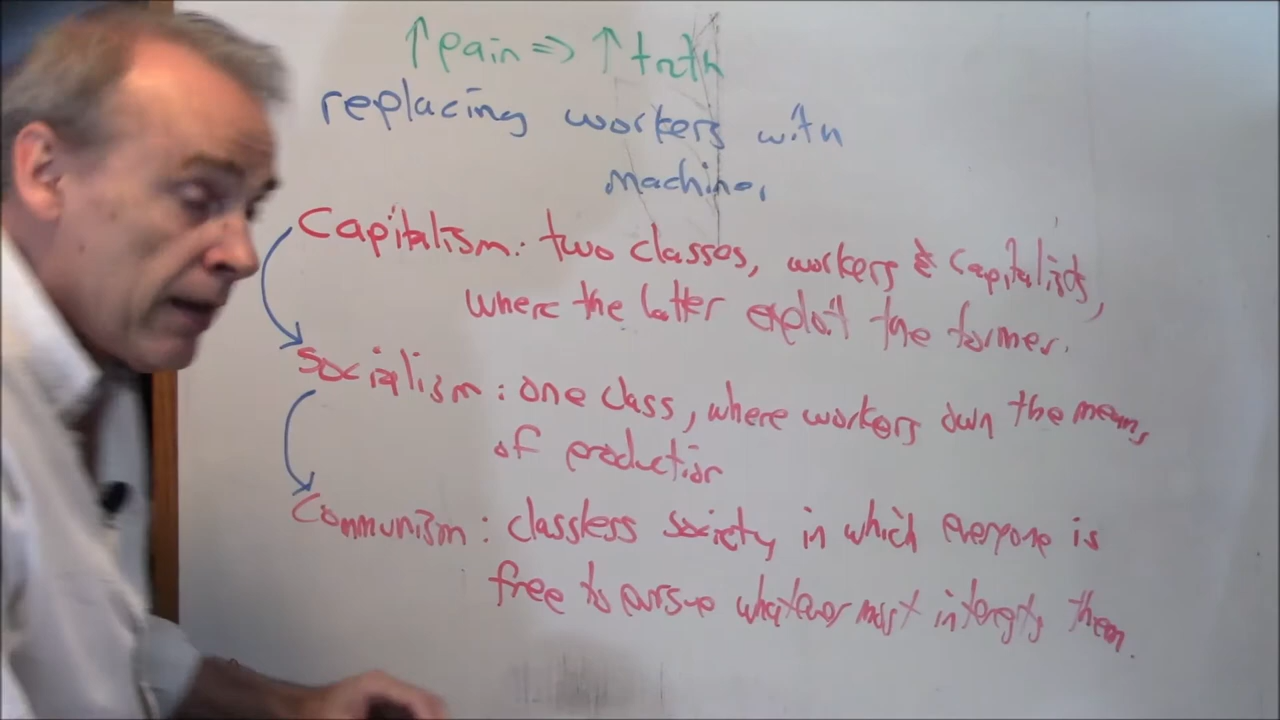 ↑ pain => ↑ truth
replacing workers with
machines
Capitalism: two classes, workers & capitalists,
where the latter exploit the former.
Socialism: one class, where workers own the means
of production
Communism: classless society in which everyone is
free to pursue whatever most interests them.